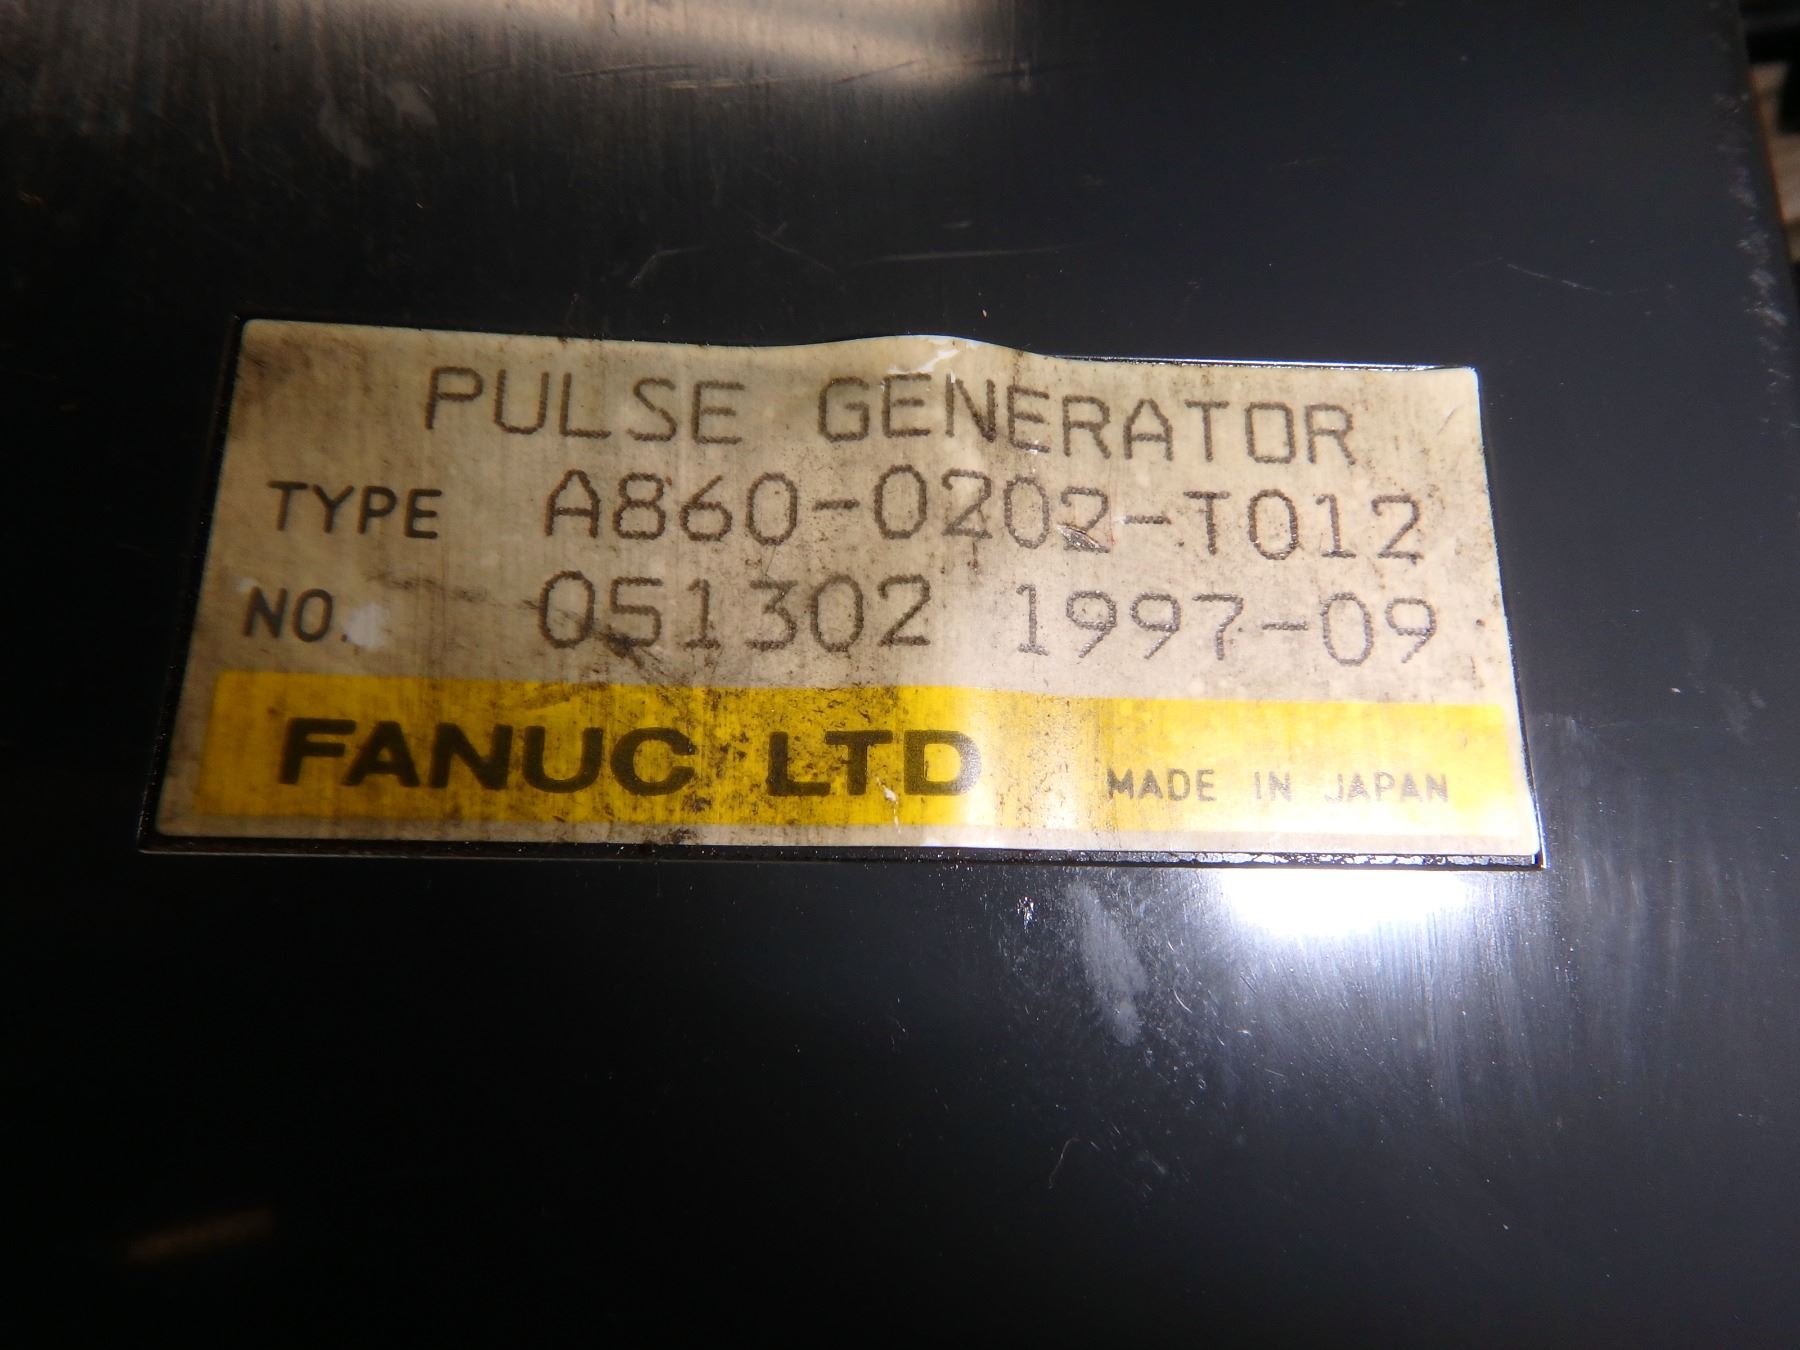 PULSE GENERATOR
TYPE A860-0202-T012
NO. 051302 1997-09
FANUC LTD MADE IN JAPAN